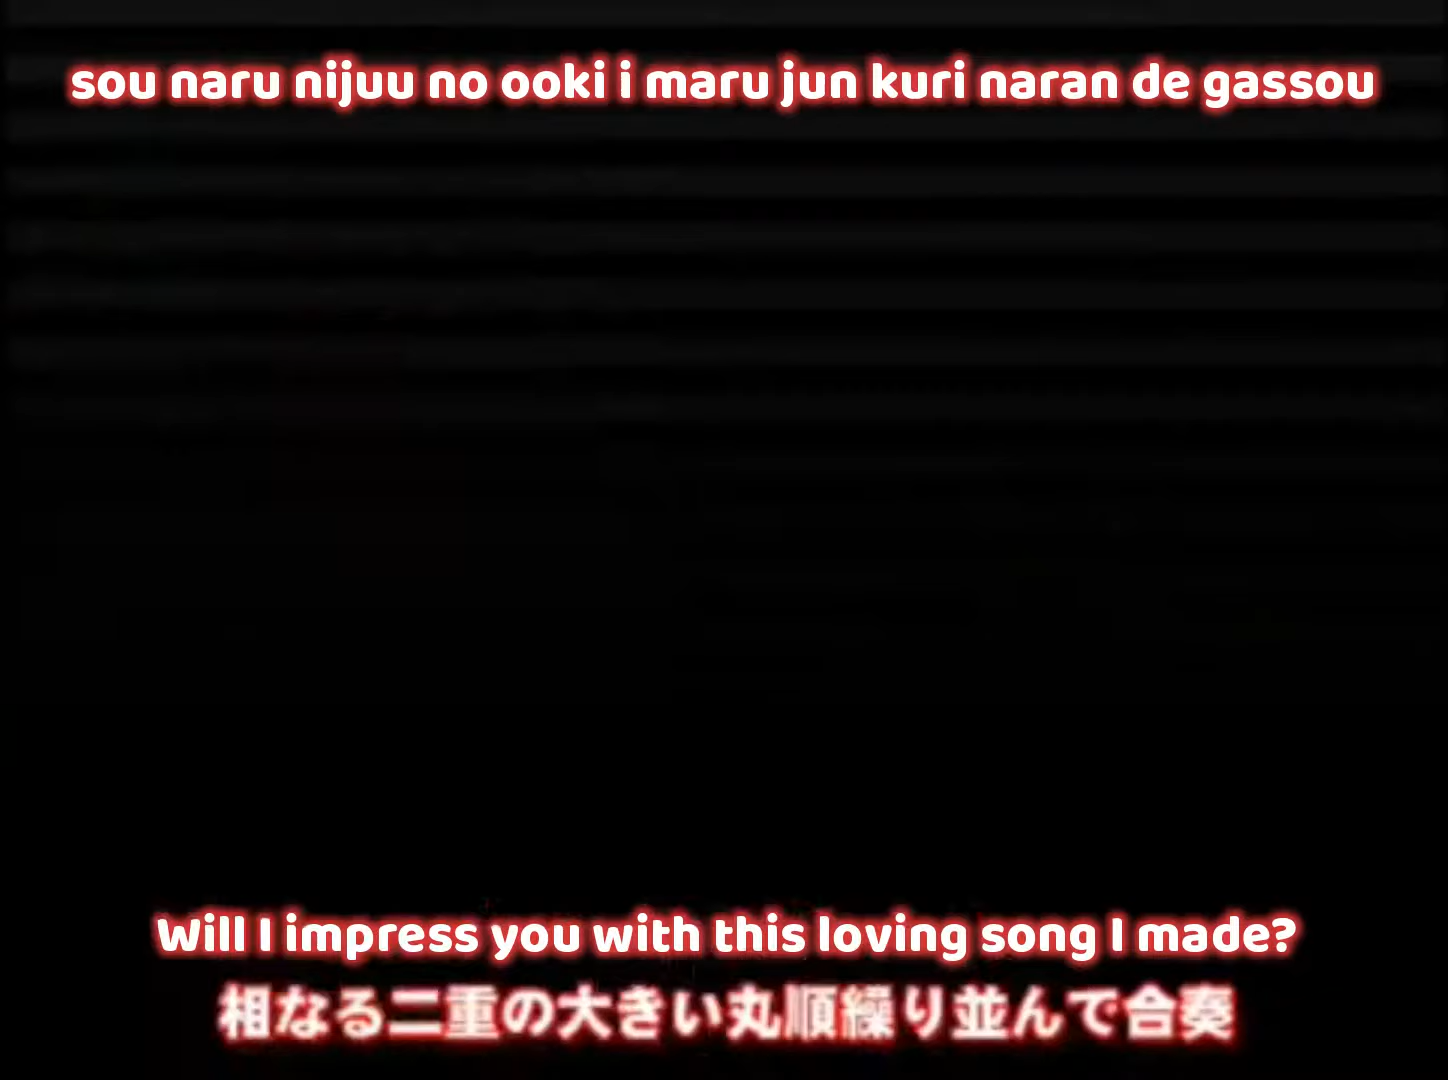 sou naru nijuu no ooki i maru jun kuri naran de gassou
Will I impress you with this loving song I made?
相なる二重の大きい丸順繰り並んで合奏